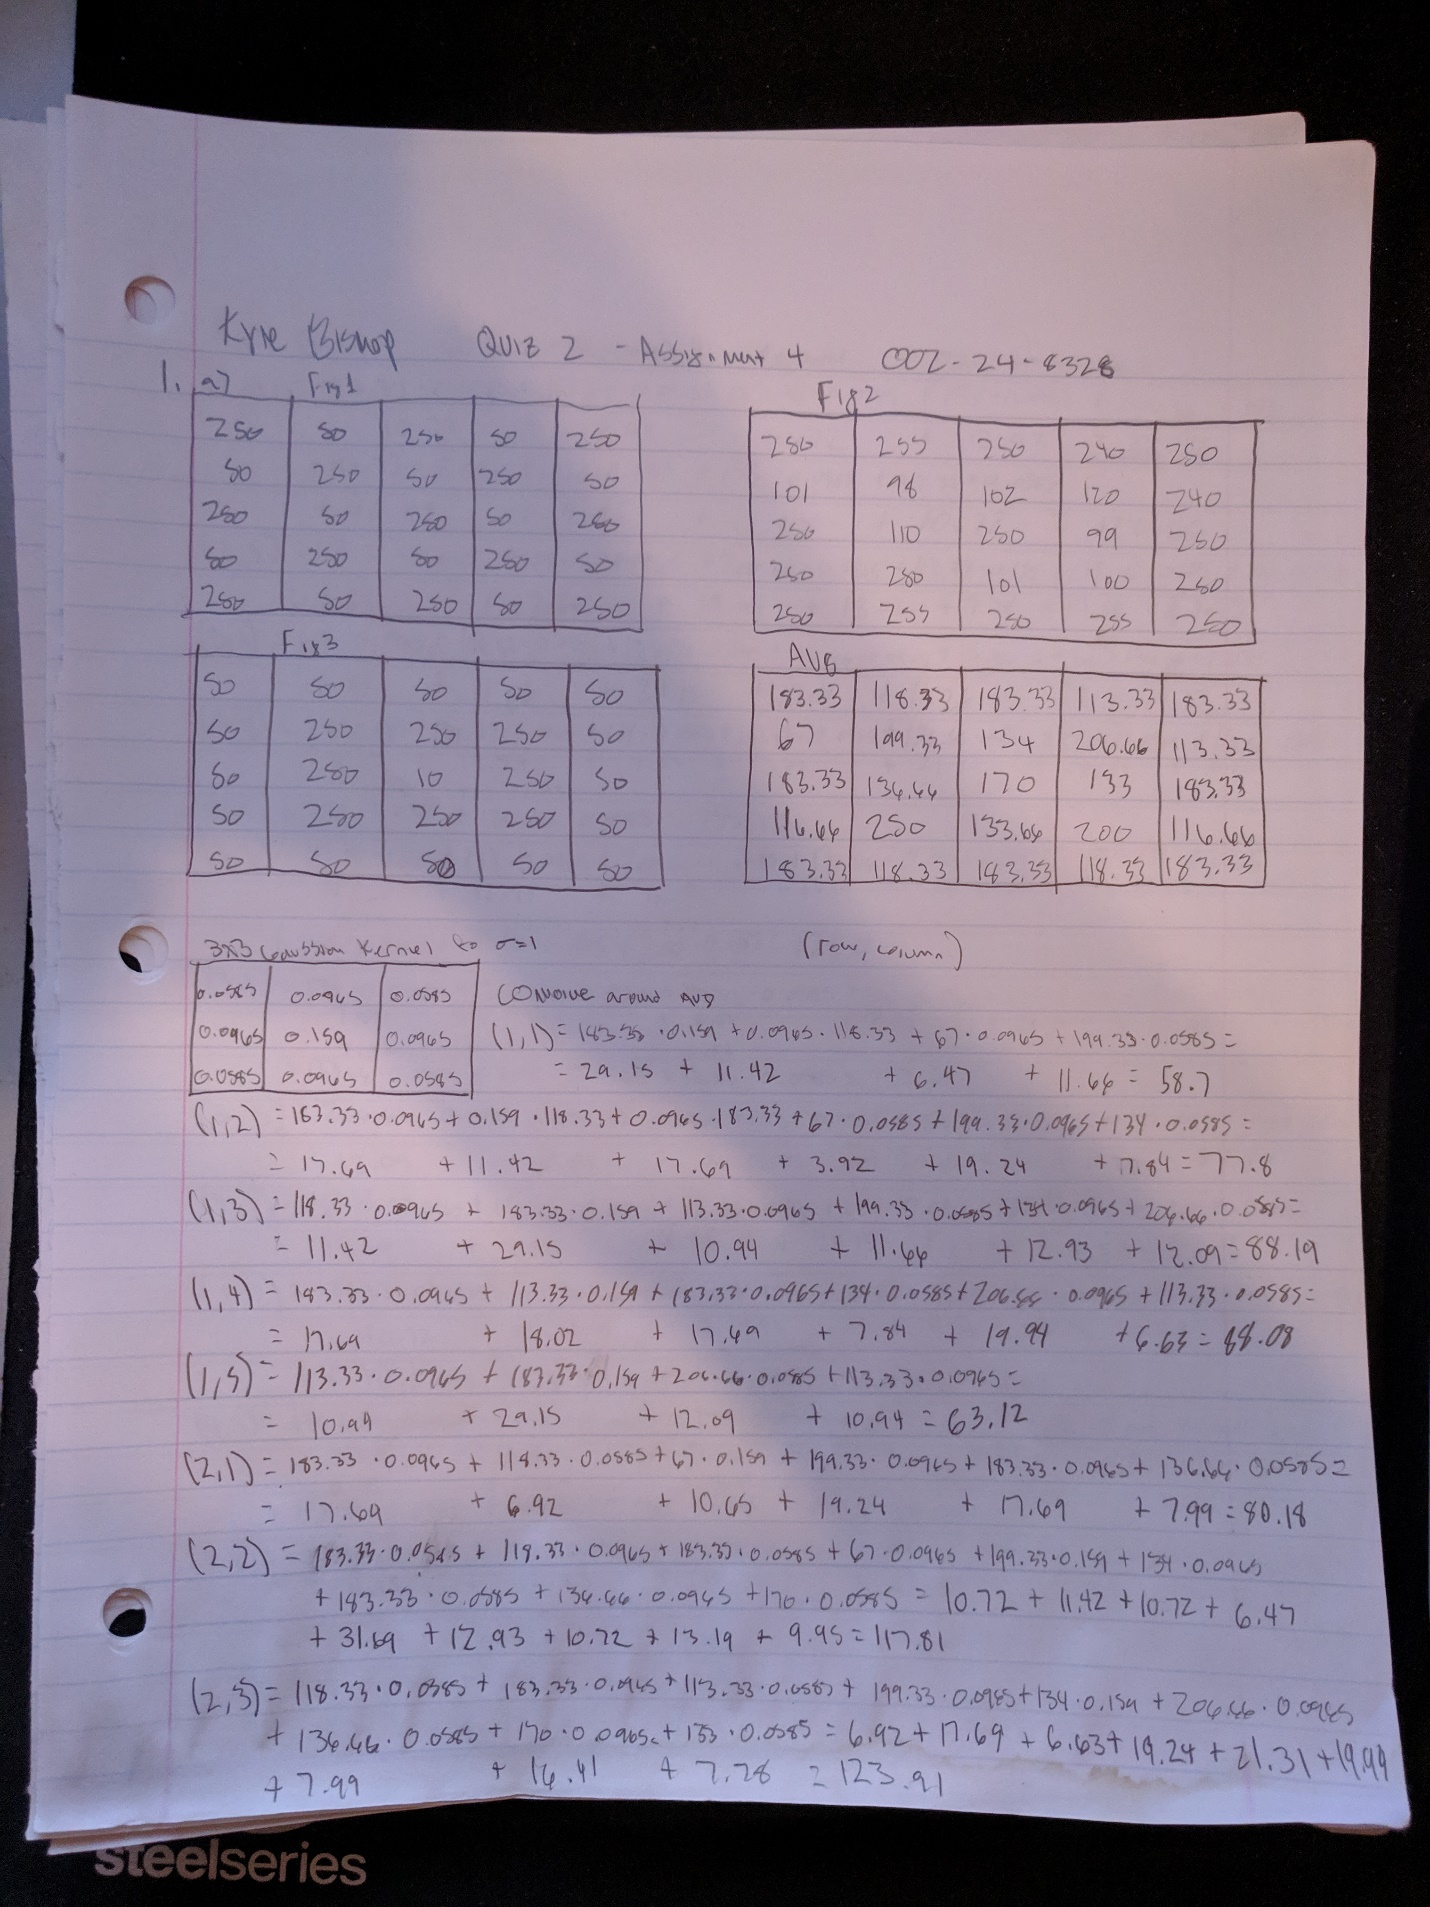 Kyle Bishop Quiz 2 - Assignment 4 002-24-8328
1. a) Fig 1
250 50 250 50 250
50 250 50 250 50
250 50 250 50 250
50 250 50 250 50
250 50 250 50 250
Fig 2
250 255 250 240 250
101 98 102 120 240
250 110 250 99 250
250 250 101 100 250
250 255 250 255 250
Fig 3
50 50 50 50 50
50 250 250 250 50
50 250 10 250 50
50 250 250 250 50
50 50 50 50 50
AVG
183.33 118.33 183.33 113.33 183.33
67 199.33 134 206.66 113.33
183.33 136.66 170 133 183.33
116.66 250 133.66 200 116.66
183.33 118.33 183.33 118.33 183.33
3x3 Gaussian Kernel σ=1 (row, column)
0.0585 0.0965 0.0585
0.0965 0.159 0.0965
0.0585 0.0965 0.0585
convolve around AVG
(1,1) = 183.33 · 0.159 + 0.0965 · 118.33 + 67 · 0.0965 + 199.33 · 0.0585 =
= 29.15 + 11.42 + 6.47 + 11.66 = 58.7
(1,2) = 183.33 · 0.0965 + 0.159 · 118.33 + 0.0965 · 183.33 + 67 · 0.0585 + 199.33 · 0.0965 + 134 · 0.0585 =
= 17.69 + 11.42 + 17.69 + 3.92 + 19.24 + 7.84 = 77.8
(1,3) = 118.33 · 0.0965 + 183.33 · 0.159 + 113.33 · 0.0965 + 199.33 · 0.0585 + 134 · 0.0965 + 206.66 · 0.0585 =
= 11.42 + 29.15 + 10.94 + 11.66 + 12.93 + 12.09 = 88.19
(1,4) = 183.33 · 0.0965 + 113.33 · 0.159 + 183.33 · 0.0965 + 134 · 0.0585 + 206.66 · 0.0965 + 113.33 · 0.0585 =
= 17.69 + 18.02 + 17.69 + 7.84 + 19.94 + 6.63 = 88.08
(1,5) = 113.33 · 0.0965 + 183.33 · 0.159 + 206.66 · 0.0585 + 113.33 · 0.0965 =
= 10.94 + 29.15 + 12.09 + 10.94 = 63.12
(2,1) = 183.33 · 0.0965 + 118.33 · 0.0585 + 67 · 0.159 + 199.33 · 0.0965 + 183.33 · 0.0965 + 136.66 · 0.0585 =
= 17.69 + 6.92 + 10.65 + 19.24 + 17.69 + 7.99 = 80.18
(2,2) = 183.33 · 0.0585 + 118.33 · 0.0965 + 183.33 · 0.0585 + 67 · 0.0965 + 199.33 · 0.159 + 134 · 0.0965
+ 183.33 · 0.0585 + 136.66 · 0.0965 + 170 · 0.0585 = 10.72 + 11.42 + 10.72 + 6.47
+ 31.69 + 12.93 + 10.72 + 13.19 + 9.95 = 117.81
(2,3) = 118.33 · 0.0585 + 183.33 · 0.0965 + 113.33 · 0.0585 + 199.33 · 0.0965 + 134 · 0.159 + 206.66 · 0.0965
+ 136.66 · 0.0585 + 170 · 0.0965 + 133 · 0.0585 = 6.92 + 17.69 + 6.63 + 19.24 + 21.31 + 19.94
+ 7.99 + 16.41 + 7.78 = 123.91
steelseries